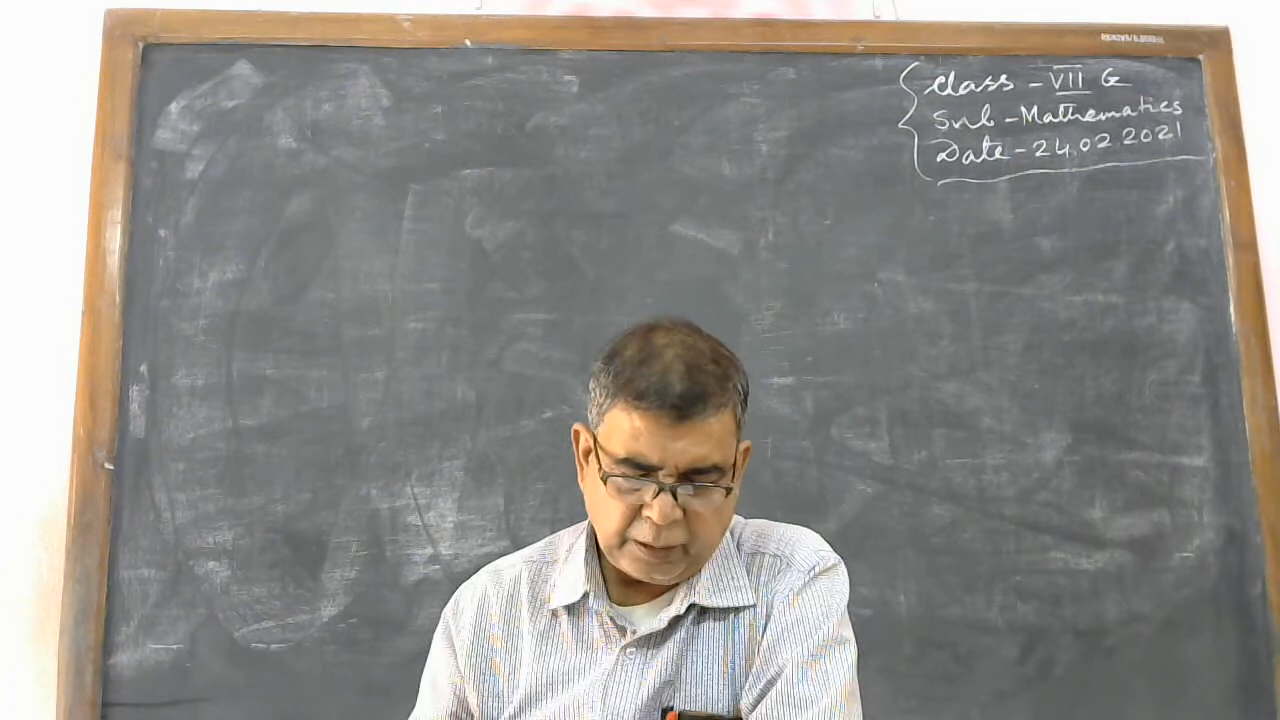 Class - VII G
Sub - Mathematics
Date - 24.02.2021